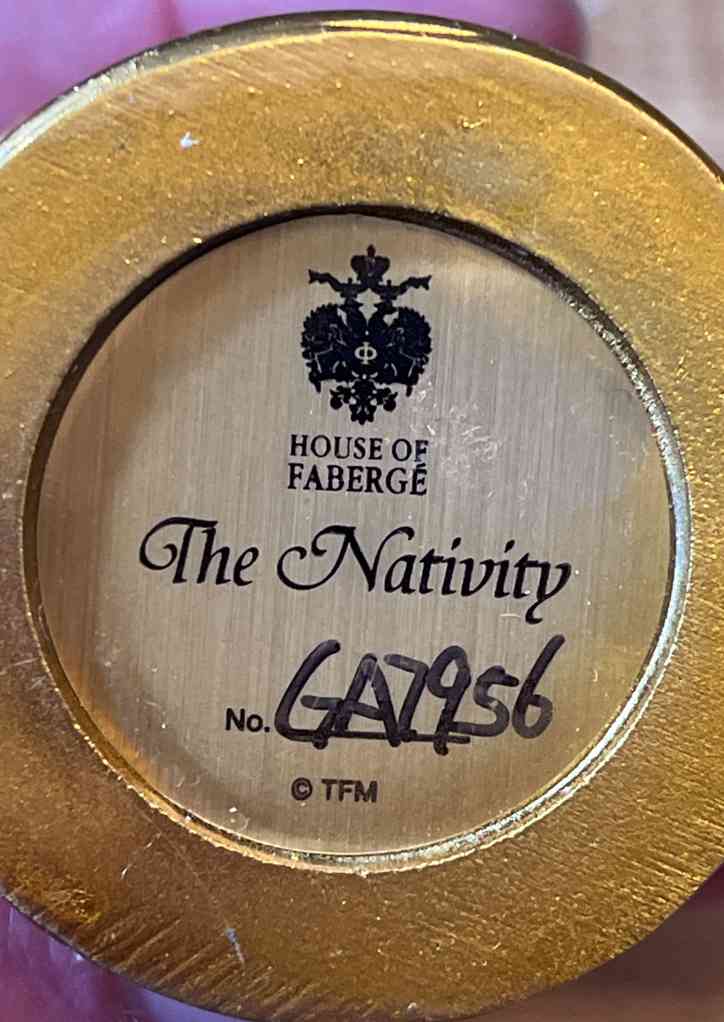 Ф
HOUSE OF
FABERGÉ
The Nativity
No. GA7956
© TFM